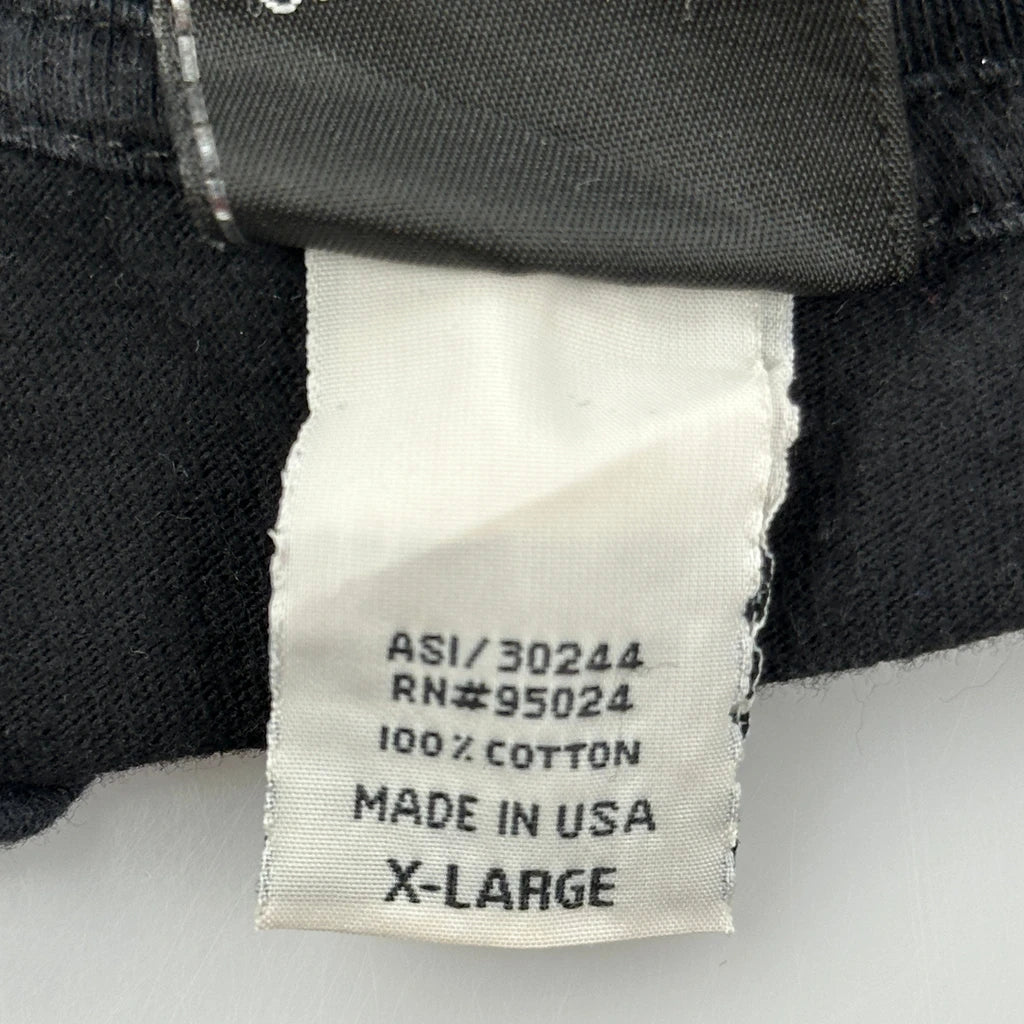 ASI/30244
RN#95024
100% COTTON
MADE IN USA
X-LARGE